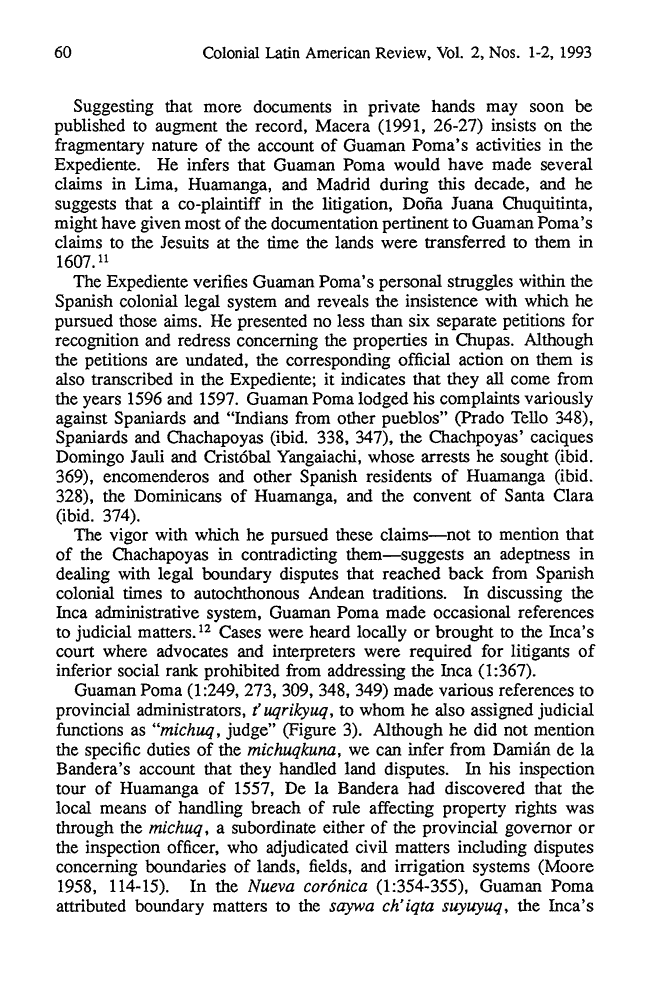 60 Colonial Latin American Review, Vol. 2, Nos. 1-2, 1993
Suggesting that more documents in private hands may soon be
published to augment the record, Macera (1991, 26-27) insists on the
fragmentary nature of the account of Guaman Poma's activities in the
Expediente. He infers that Guaman Poma would have made several
claims in Lima, Huamanga, and Madrid during this decade, and he
suggests that a co-plaintiff in the litigation, Doña Juana Chuquitinta,
might have given most of the documentation pertinent to Guaman Poma's
claims to the Jesuits at the time the lands were transferred to them in
1607.11
The Expediente verifies Guaman Poma's personal struggles within the
Spanish colonial legal system and reveals the insistence with which he
pursued those aims. He presented no less than six separate petitions for
recognition and redress concerning the properties in Chupas. Although
the petitions are undated, the corresponding official action on them is
also transcribed in the Expediente; it indicates that they all come from
the years 1596 and 1597. Guaman Poma lodged his complaints variously
against Spaniards and “Indians from other pueblos” (Prado Tello 348),
Spaniards and Chachapoyas (ibid. 338, 347), the Chachpoyas' caciques
Domingo Jauli and Cristóbal Yangaiachi, whose arrests he sought (ibid.
369), encomenderos and other Spanish residents of Huamanga (ibid.
328), the Dominicans of Huamanga, and the convent of Santa Clara
(ibid. 374).
The vigor with which he pursued these claims—not to mention that
of the Chachapoyas in contradicting them—suggests an adeptness in
dealing with legal boundary disputes that reached back from Spanish
colonial times to autochthonous Andean traditions. In discussing the
Inca administrative system, Guaman Poma made occasional references
to judicial matters.12 Cases were heard locally or brought to the Inca's
court where advocates and interpreters were required for litigants of
inferior social rank prohibited from addressing the Inca (1:367).
Guaman Poma (1:249, 273, 309, 348, 349) made various references to
provincial administrators, t'uqrikyuq, to whom he also assigned judicial
functions as “michuq, judge” (Figure 3). Although he did not mention
the specific duties of the michuqkuna, we can infer from Damián de la
Bandera's account that they handled land disputes. In his inspection
tour of Huamanga of 1557, De la Bandera had discovered that the
local means of handling breach of rule affecting property rights was
through the michuq, a subordinate either of the provincial governor or
the inspection officer, who adjudicated civil matters including disputes
concerning boundaries of lands, fields, and irrigation systems (Moore
1958, 114-15). In the Nueva corónica (1:354-355), Guaman Poma
attributed boundary matters to the saywa ch'iqta suyuyuq, the Inca's